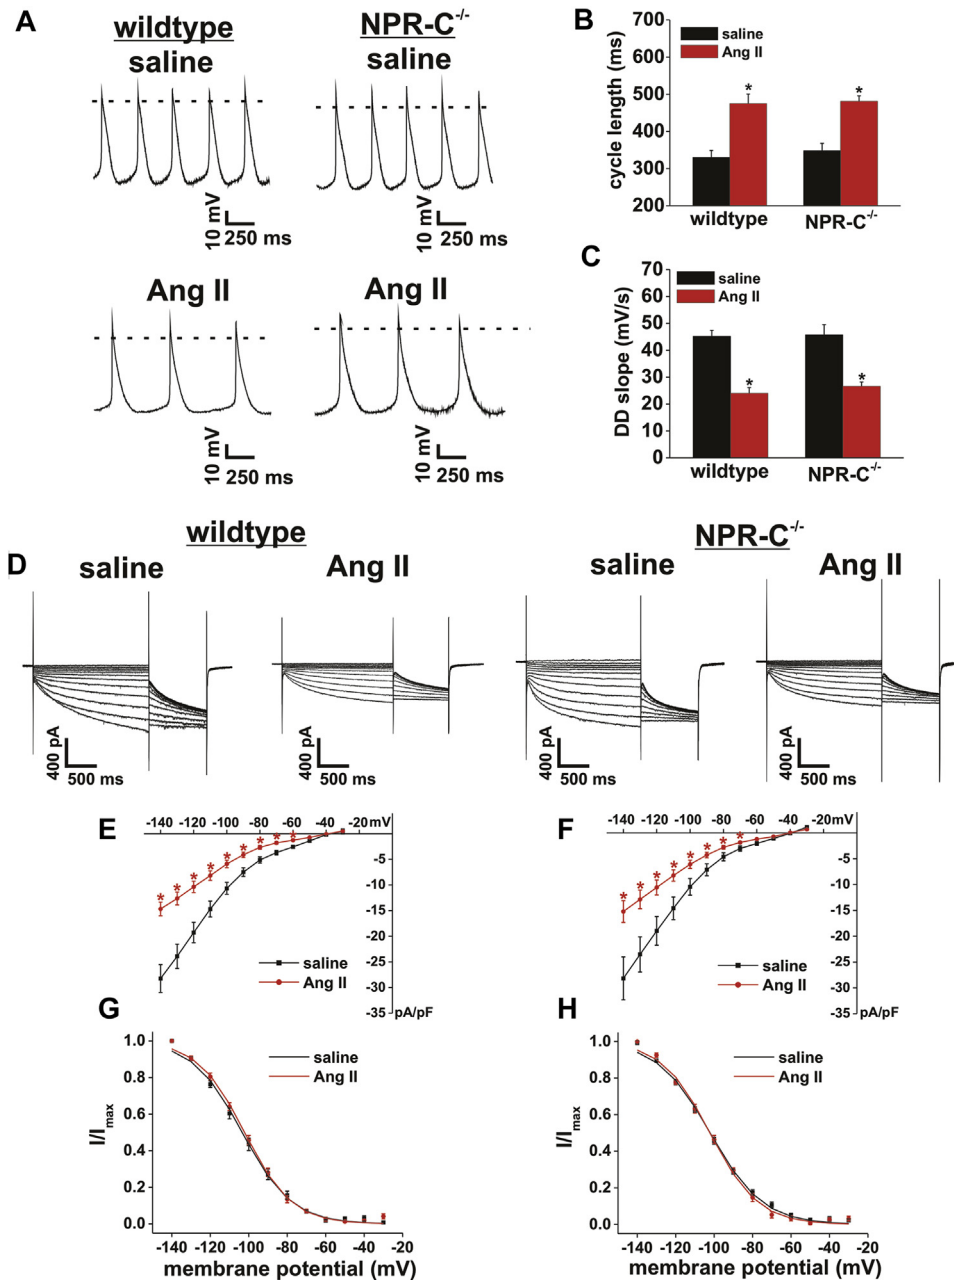 A
wildtype
saline
NPR-C-/-
saline
10 mV
250 ms
10 mV
250 ms
Ang II
Ang II
10 mV
250 ms
10 mV
250 ms
B
700
600
500
400
300
200
cycle length (ms)
saline
Ang II
*
*
wildtype
NPR-C-/-
C
70
60
50
40
30
20
10
0
DD slope (mV/s)
saline
Ang II
*
*
wildtype
NPR-C-/-
wildtype
NPR-C-/-
D
saline
Ang II
saline
Ang II
400 pA
500 ms
400 pA
500 ms
400 pA
500 ms
400 pA
500 ms
E
-140 -120 -100 -80 -60 -40 -20 mV
* * * * * * * *
-5
-10
-15
-20
-25
-30
-35 pA/pF
saline
Ang II
F
-140 -120 -100 -80 -60 -40 -20 mV
* * * * * * * *
-5
-10
-15
-20
-25
-30
-35 pA/pF
saline
Ang II
G
1.0
0.8
0.6
0.4
0.2
0.0
I/Imax
saline
Ang II
-140 -120 -100 -80 -60 -40 -20
membrane potential (mV)
H
1.0
0.8
0.6
0.4
0.2
0.0
I/Imax
saline
Ang II
-140 -120 -100 -80 -60 -40 -20
membrane potential (mV)